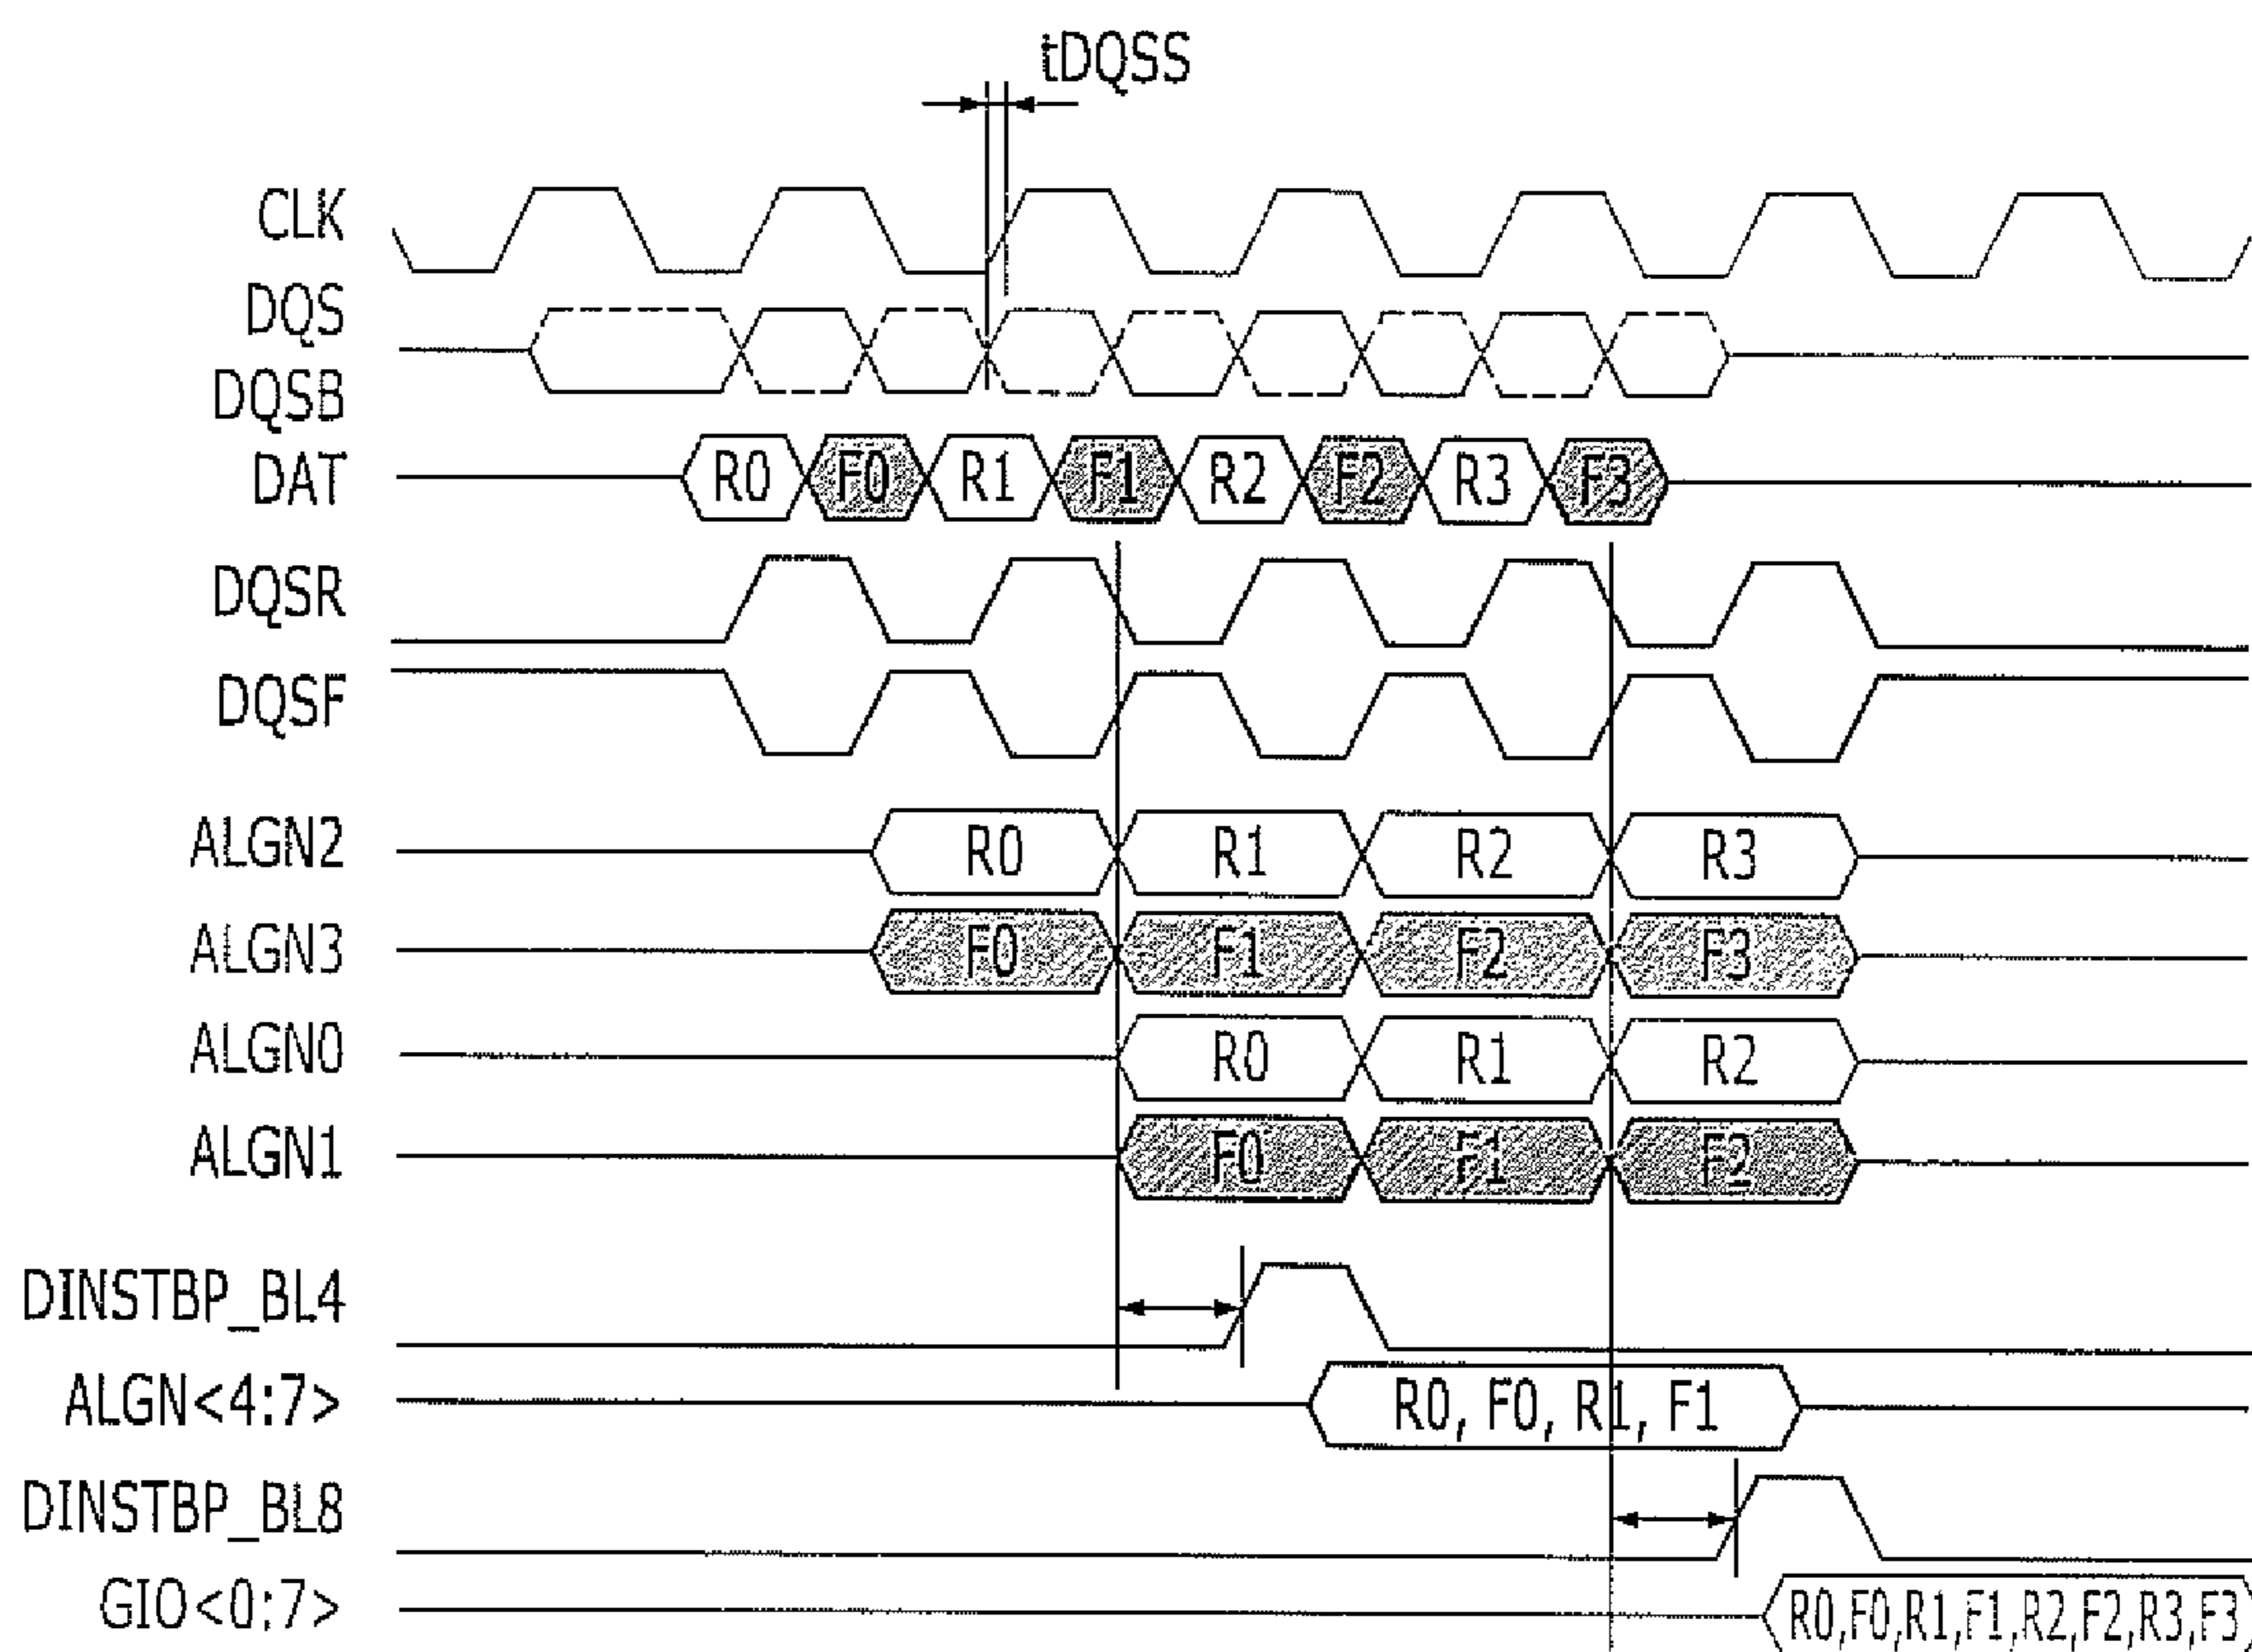 tDQSS
CLK
DQS
DQSB
DAT R0 F0 R1 F1 R2 F2 R3 F3
DQSR
DQSF
ALGN2 R0 R1 R2 R3
ALGN3 F0 F1 F2 F3
ALGN0 R0 R1 R2
ALGN1 F0 F1 F2
DINSTBP_BL4
ALGN<4:7> R0, F0, R1, F1
DINSTBP_BL8
GIO<0:7> R0,F0,R1,F1,R2,F2,R3,F3